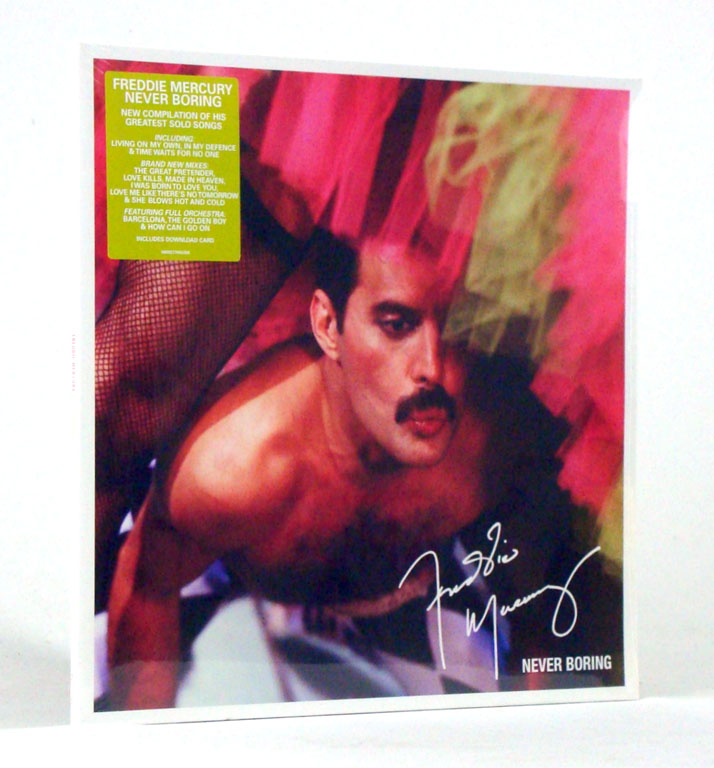 FREDDIE MERCURY
NEVER BORING
NEW COMPILATION OF HIS
GREATEST SOLO SONGS
INCLUDING:
LIVING ON MY OWN, IN MY DEFENCE
& TIME WAITS FOR NO ONE
BRAND NEW MIXES:
THE GREAT PRETENDER,
LOVE KILLS, MADE IN HEAVEN,
I WAS BORN TO LOVE YOU,
LOVE ME LIKE THERE'S NO TOMORROW
& SHE BLOWS HOT AND COLD
FEATURING FULL ORCHESTRA:
BARCELONA, THE GOLDEN BOY
& HOW CAN I GO ON
INCLUDES DOWNLOAD CARD
Freddie
Mercury
NEVER BORING